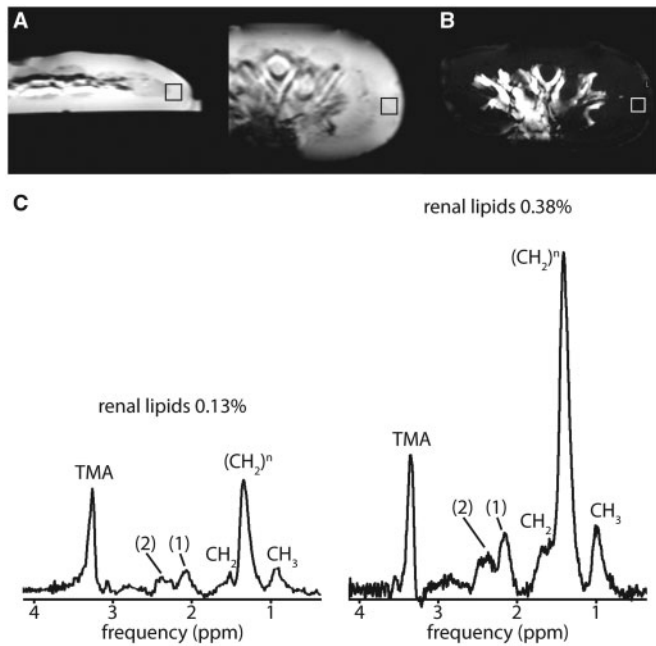 A
B
C
renal lipids 0.38%
(CH₂)ⁿ
renal lipids 0.13%
TMA
(CH₂)ⁿ
TMA
(2) (1)
CH₂
CH₃
(2) (1)
CH₂
CH₃
4 3 2 1
frequency (ppm)
4 3 2 1
frequency (ppm)